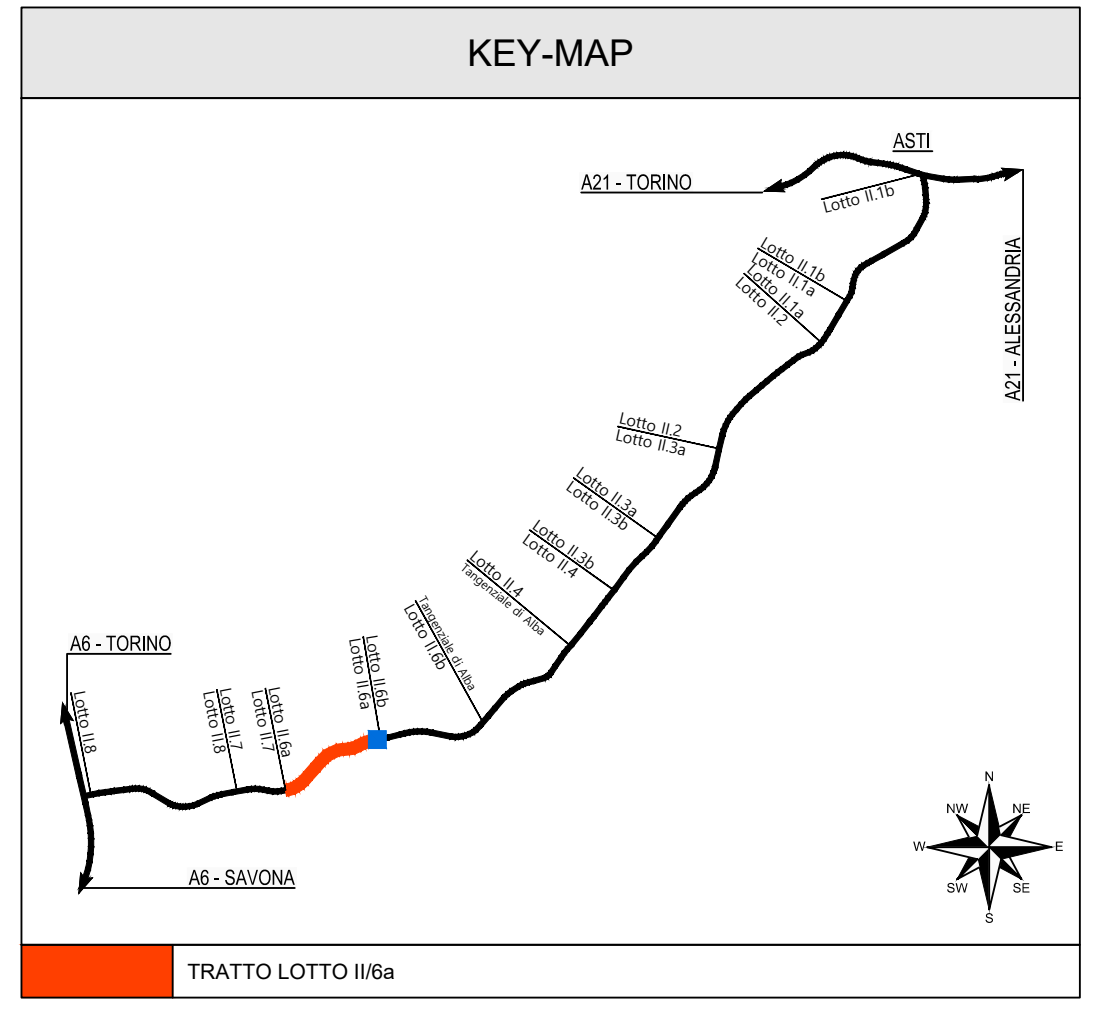 KEY-MAP
ASTI
A21 - TORINO
Lotto II.1b
A21 - ALESSANDRIA
Lotto II.1b
Lotto II.1a
Lotto II.1a
Lotto II.2
Lotto II.2
Lotto II.3a
Lotto II.3a
Lotto II.3b
Lotto II.3b
Lotto II.4
Lotto II.4
Tangenziale di Alba
Tangenziale di Alba
Lotto II.6b
Lotto II.6b
Lotto II.6a
A6 - TORINO
Lotto II.6a
Lotto II.7
Lotto II.7
Lotto II.8
Lotto II.8
A6 - SAVONA
N
NW
NE
W
E
SW
SE
S
TRATTO LOTTO II/6a